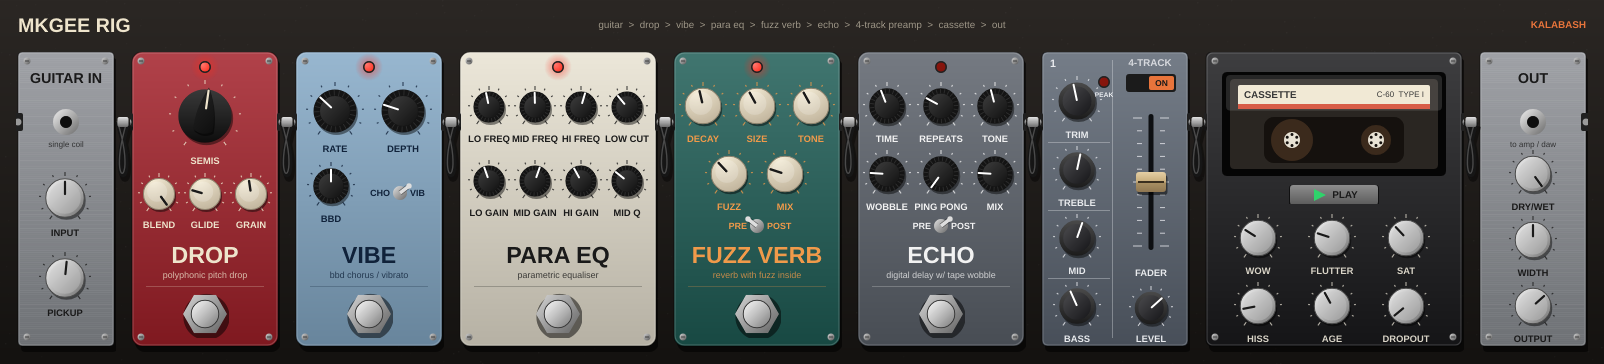 MKGEE RIG
guitar > drop > vibe > para eq > fuzz verb > echo > 4-track preamp > cassette > out
KALABASH
GUITAR IN
single coil
INPUT
PICKUP
SEMIS
BLEND GLIDE GRAIN
DROP
polyphonic pitch drop
RATE DEPTH
CHO VIB
BBD
VIBE
bbd chorus / vibrato
LO FREQ MID FREQ HI FREQ LOW CUT
LO GAIN MID GAIN HI GAIN MID Q
PARA EQ
parametric equaliser
DECAY SIZE TONE
FUZZ MIX
PRE POST
FUZZ VERB
reverb with fuzz inside
TIME REPEATS TONE
WOBBLE PING PONG MIX
PRE POST
ECHO
digital delay w/ tape wobble
1
PEAK
TRIM
TREBLE
MID
BASS
4-TRACK
ON
FADER
LEVEL
CASSETTE C-60 TYPE I
PLAY
WOW FLUTTER SAT
HISS AGE DROPOUT
OUT
to amp / daw
DRY/WET
WIDTH
OUTPUT